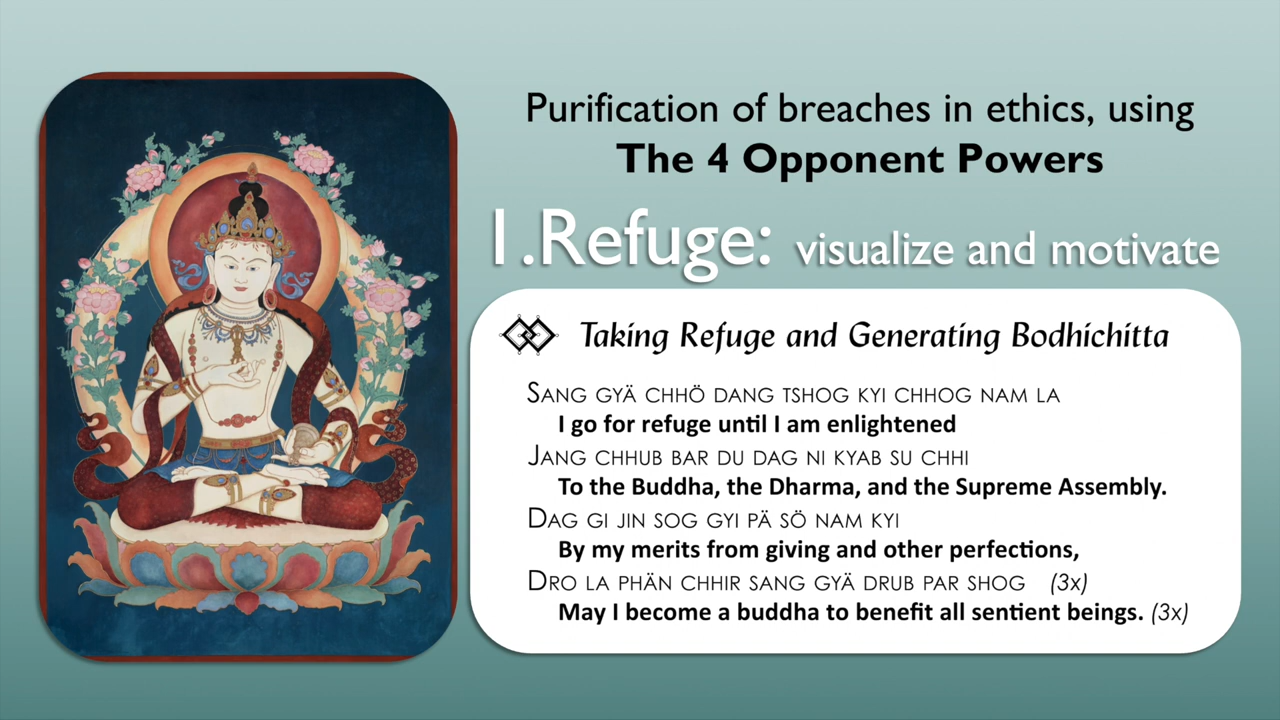 Purification of breaches in ethics, using
The 4 Opponent Powers
1.Refuge: visualize and motivate
Taking Refuge and Generating Bodhichitta
SANG GYÄ CHHÖ DANG TSHOG KYI CHHOG NAM LA
I go for refuge until I am enlightened
JANG CHHUB BAR DU DAG NI KYAB SU CHHI
To the Buddha, the Dharma, and the Supreme Assembly.
DAG GI JIN SOG GYI PÄ SÖ NAM KYI
By my merits from giving and other perfections,
DRO LA PHÄN CHHIR SANG GYÄ DRUB PAR SHOG (3x)
May I become a buddha to benefit all sentient beings. (3x)